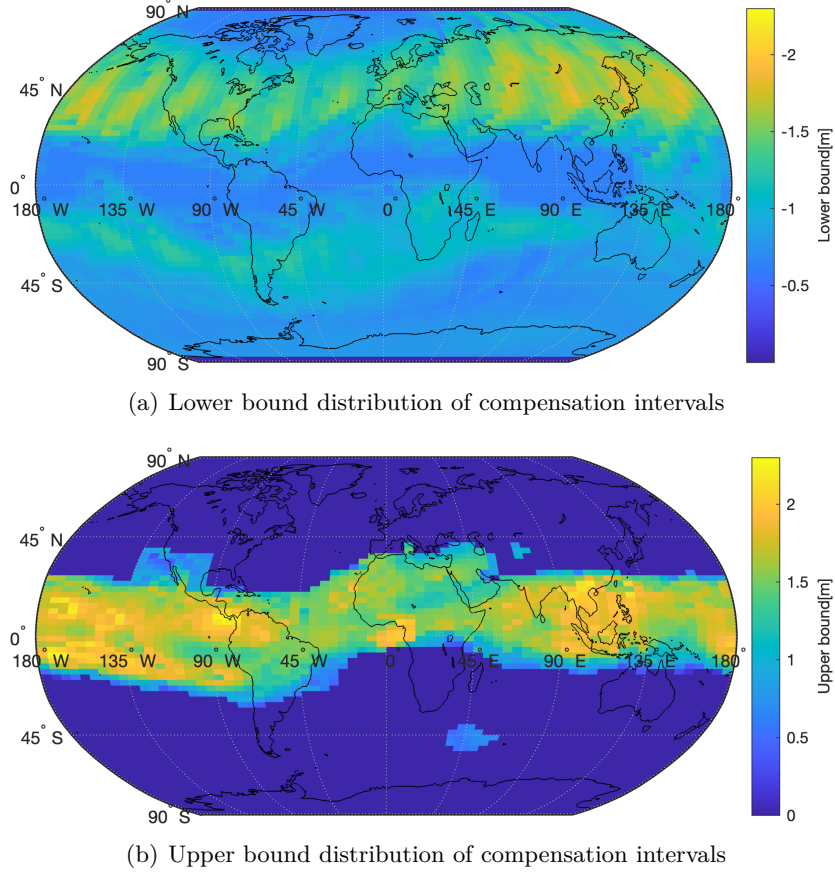 90° N
45° N
0°
180° W 135° W 90° W 45° W 0° 45° E 90° E 135° E 180° E
45° S
90° S
-2
-1.5
-1
-0.5
Lower bound[m]
(a) Lower bound distribution of compensation intervals
90° N
45° N
0°
180° W 135° W 90° W 45° W 0° 45° E 90° E 135° E 180° E
45° S
90° S
2
1.5
1
0.5
0
Upper bound[m]
(b) Upper bound distribution of compensation intervals